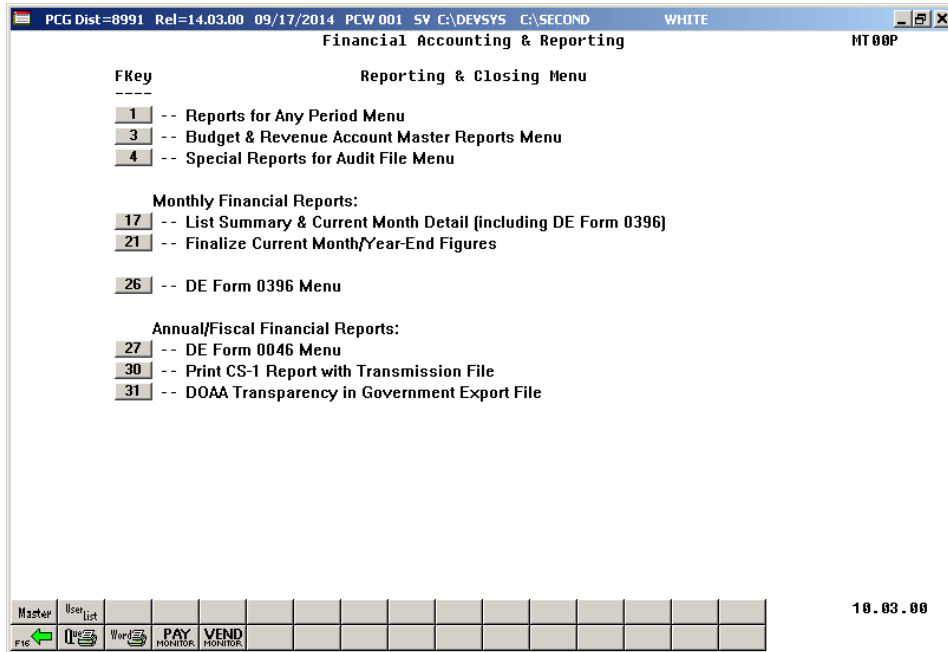 PCG Dist=8991 Rel=14.03.00 09/17/2014 PCW 001 SV C:\DEVSYS C:\SECOND WHITE
Financial Accounting & Reporting MT00P
FKey Reporting & Closing Menu
----
1 -- Reports for Any Period Menu
3 -- Budget & Revenue Account Master Reports Menu
4 -- Special Reports for Audit File Menu
Monthly Financial Reports:
17 -- List Summary & Current Month Detail (including DE Form 0396)
21 -- Finalize Current Month/Year-End Figures
26 -- DE Form 0396 Menu
Annual/Fiscal Financial Reports:
27 -- DE Form 0046 Menu
30 -- Print CS-1 Report with Transmission File
31 -- DOAA Transparency in Government Export File
Master User List 10.03.00
F16 Que Word PAY MONITOR VEND MONITOR